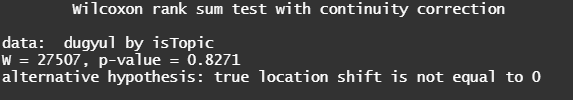 Wilcoxon rank sum test with continuity correction
data: dugyul by isTopic
W = 27507, p-value = 0.8271
alternative hypothesis: true location shift is not equal to 0